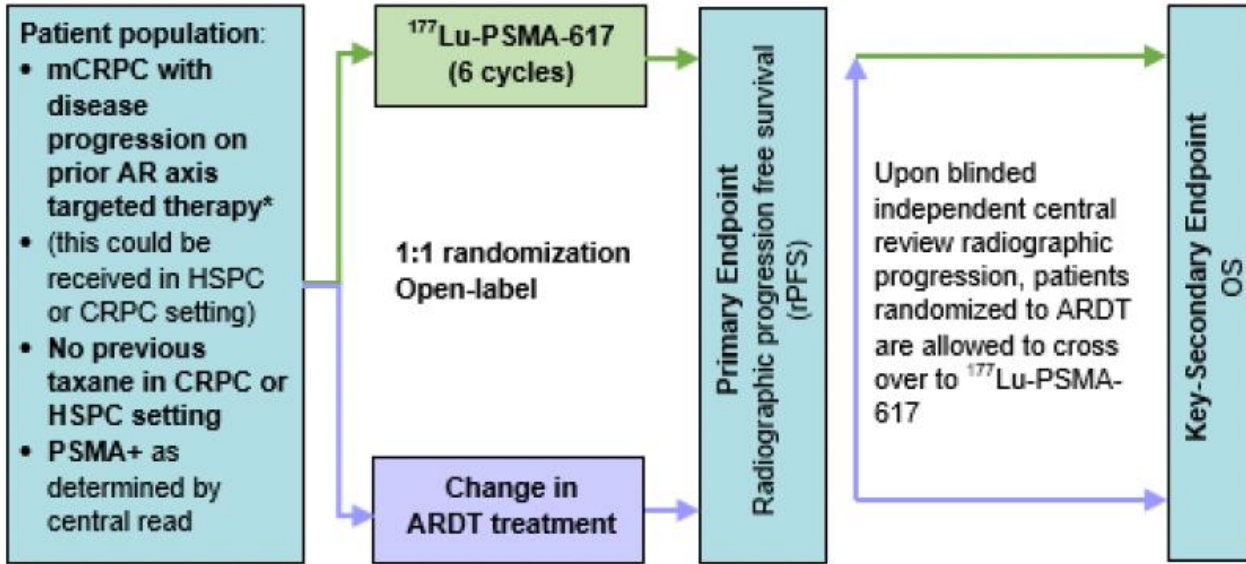 Patient population:
• mCRPC with
disease
progression on
prior AR axis
targeted therapy*
• (this could be
received in HSPC
or CRPC setting)
• No previous
taxane in CRPC or
HSPC setting
• PSMA+ as
determined by
central read
¹⁷⁷Lu-PSMA-617
(6 cycles)
1:1 randomization
Open-label
Change in
ARDT treatment
Primary Endpoint
Radiographic progression free survival
(rPFS)
Upon blinded
independent central
review radiographic
progression, patients
randomized to ARDT
are allowed to cross
over to ¹⁷⁷Lu-PSMA-
617
Key-Secondary Endpoint
OS